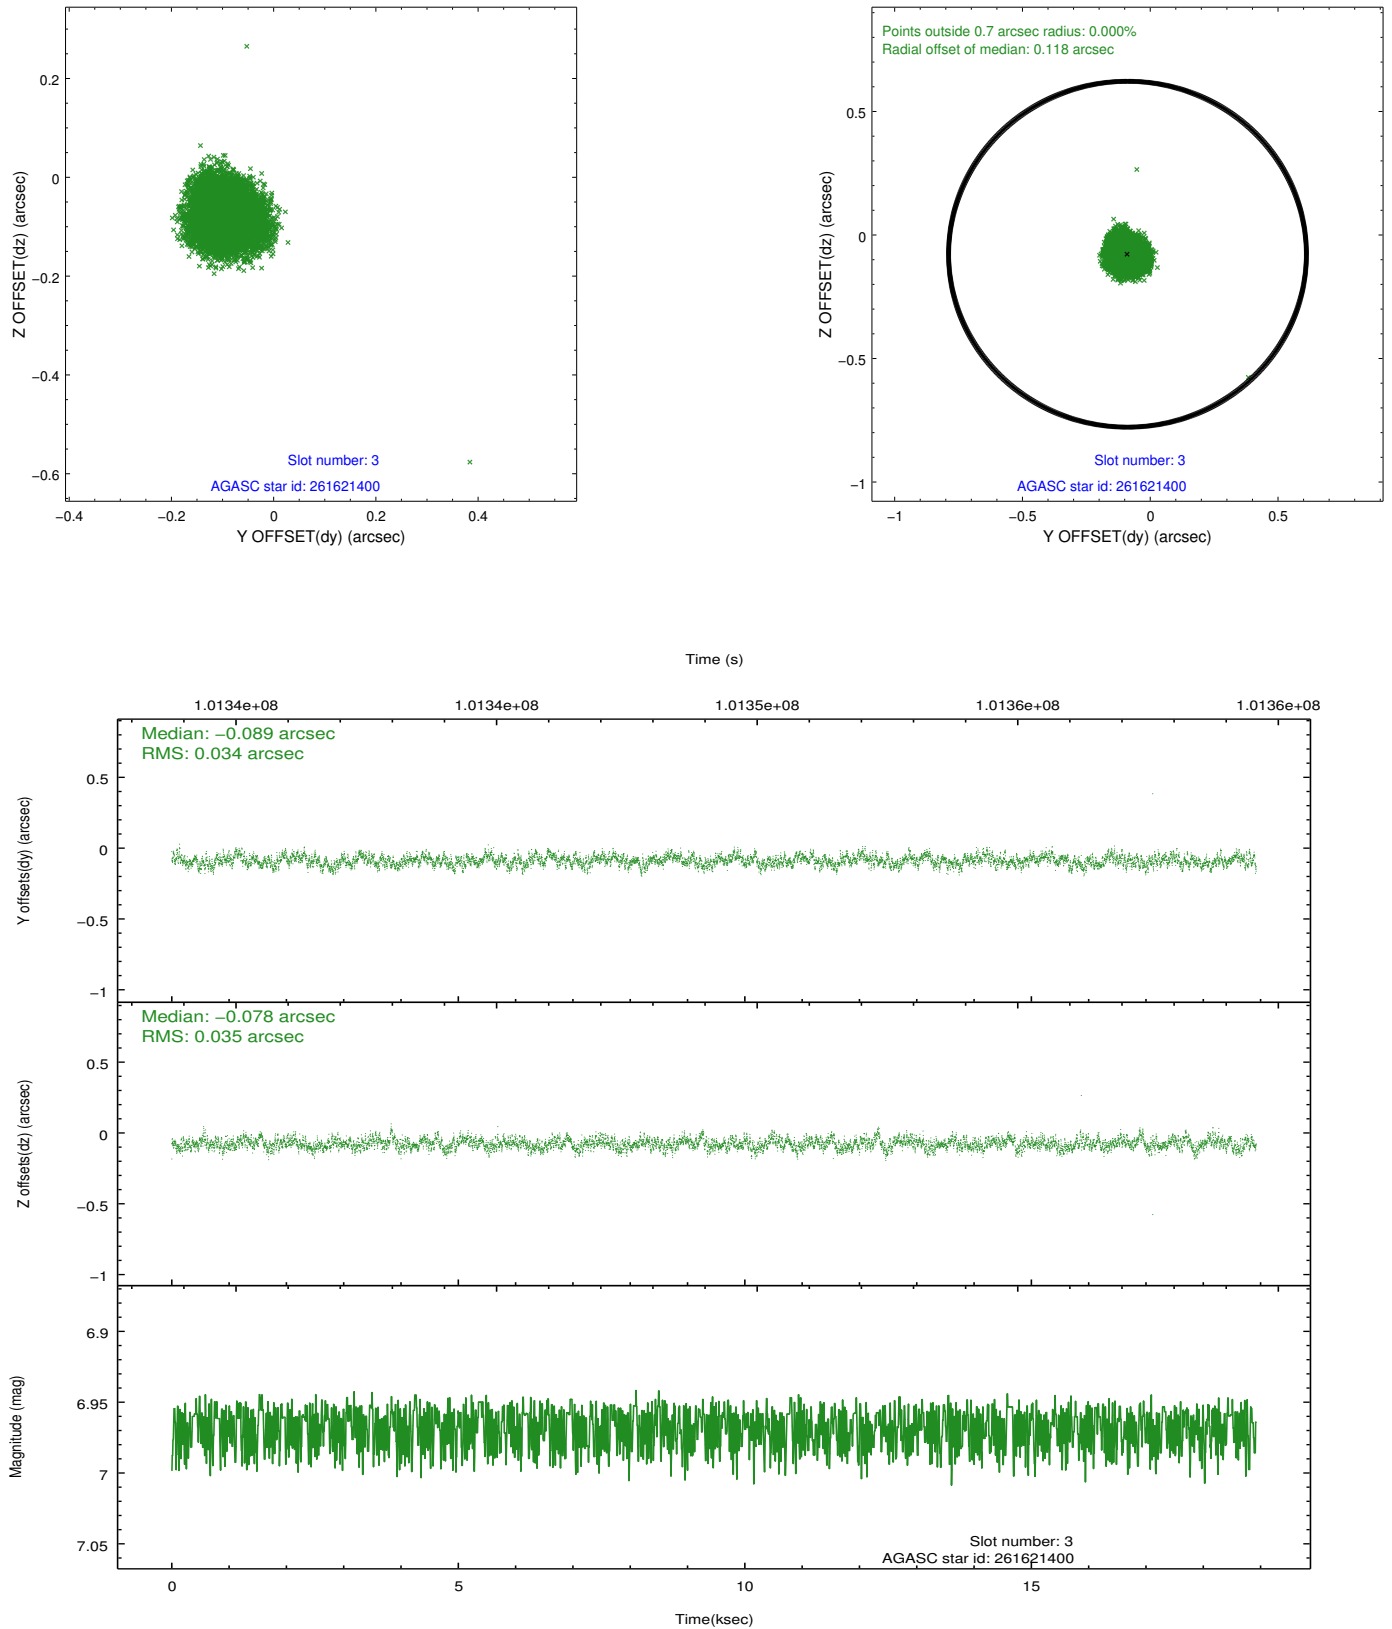 0.2
0
−0.2
−0.4
−0.6
Z OFFSET(dz) (arcsec)
Slot number: 3
AGASC star id: 261621400
−0.4
−0.2
0
0.2
0.4
Y OFFSET(dy) (arcsec)
Points outside 0.7 arcsec radius: 0.000%
Radial offset of median: 0.118 arcsec
0.5
0
−0.5
−1
Z OFFSET(dz) (arcsec)
Slot number: 3
AGASC star id: 261621400
−1
−0.5
0
0.5
Y OFFSET(dy) (arcsec)
Time (s)
1.0134e+08
1.0134e+08
1.0135e+08
1.0136e+08
1.0136e+08
Median: −0.089 arcsec
RMS: 0.034 arcsec
0.5
0
−0.5
−1
Y offsets(dy) (arcsec)
Median: −0.078 arcsec
RMS: 0.035 arcsec
0.5
0
−0.5
−1
Z offsets(dz) (arcsec)
6.9
6.95
7
7.05
Magnitude (mag)
Slot number: 3
AGASC star id: 261621400
0
5
10
15
Time(ksec)